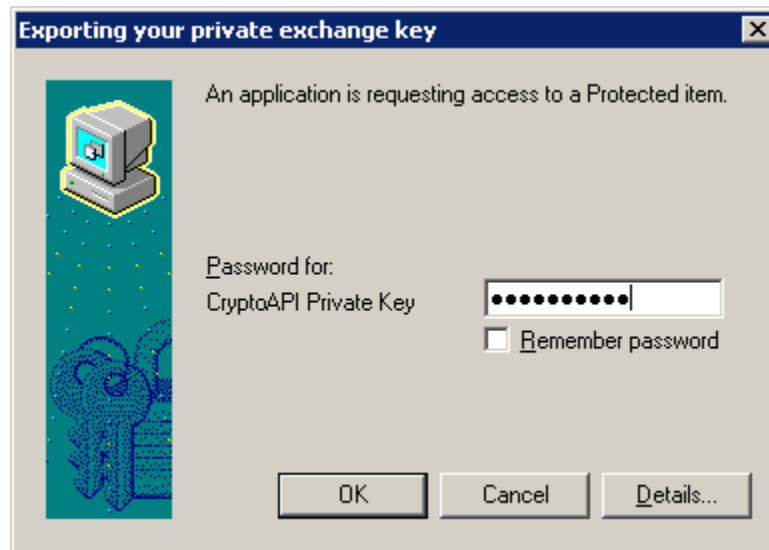 Exporting your private exchange key
An application is requesting access to a Protected item.
Password for:
CryptoAPI Private Key
●●●●●●●●●●
Remember password
OK
Cancel
Details...